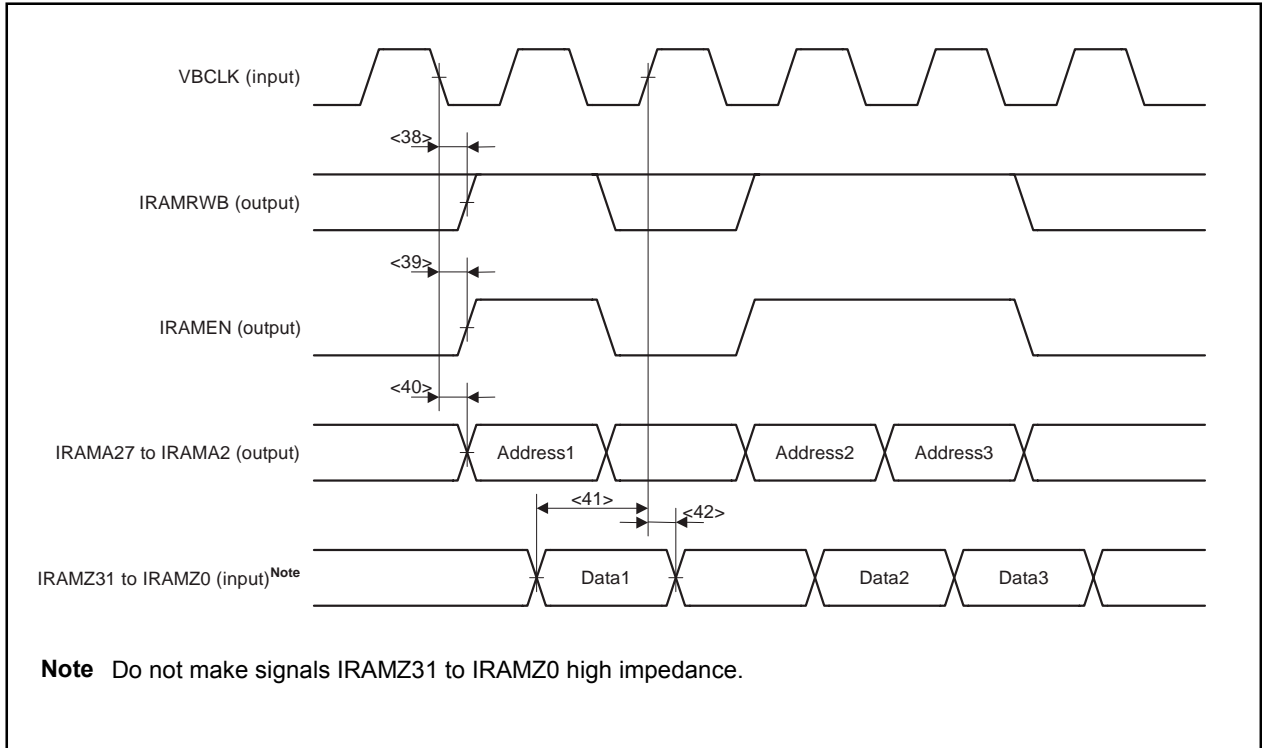 VBCLK (input)
<38>
IRAMRWB (output)
<39>
IRAMEN (output)
<40>
IRAMA27 to IRAMA2 (output)
Address1
Address2
Address3
<41>
<42>
IRAMZ31 to IRAMZ0 (input)Note
Data1
Data2
Data3
Note Do not make signals IRAMZ31 to IRAMZ0 high impedance.